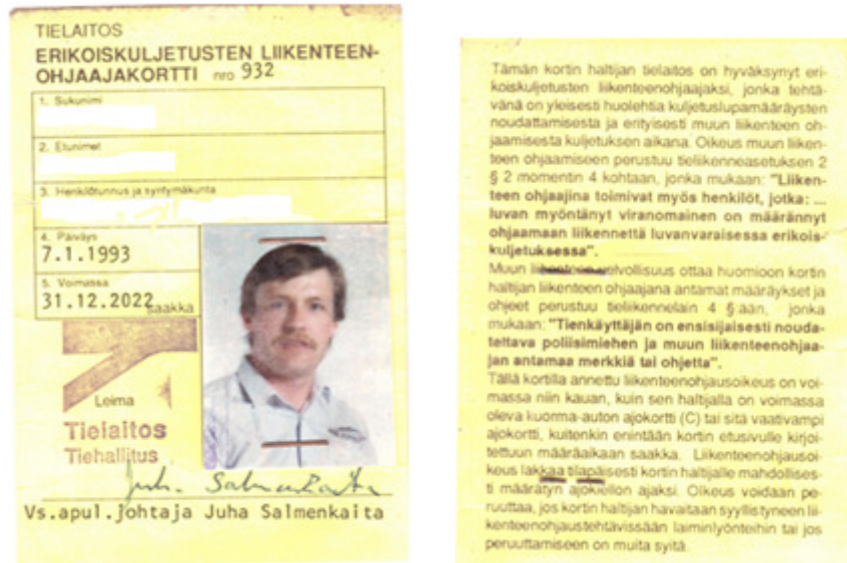 TIELAITOS
ERIKOISKULJETUSTEN LIIKENTEEN-
OHJAAJAKORTTI nro 932
1. Sukunimi
2. Etunimet
3. Henkilötunnus ja syntymäkunta
4. Päiväys
7.1.1993
5. Voimassa
31.12.2022 saakka
Leima
Tielaitos
Tiehallitus
Juh. Salmenkaita
Vs.apul.johtaja Juha Salmenkaita
Tämän kortin haltijan tielaitos on hyväksynyt eri-
koiskuljetusten liikenteenohjaajaksi, jonka tehtä-
vänä on yleisesti huolehtia kuljetuslupamääräysten
noudattamisesta ja erityisesti muun liikenteen oh-
jaamisesta kuljetuksen aikana. Oikeus muun liiken-
teen ohjaamiseen perustuu tieliikenneasetuksen 2
§ 2 momentin 4 kohtaan, jonka mukaan: "Liiken-
teen ohjaajina toimivat myös henkilöt, jotka: ...
luvan myöntänyt viranomainen on määrännyt
ohjaamaan liikennettä luvanvaraisessa erikois-
kuljetuksessa".
Muun liikenteen velvollisuus ottaa huomioon kortin
haltijan liikenteen ohjaajana antamat määräykset ja
ohjeet perustuu tieliikennelain 4 §:ään, jonka
mukaan: "Tienkäyttäjän on ensisijaisesti nouda-
tettava poliisimiehen ja muun liikenteenohjaa-
jan antamaa merkkiä tai ohjetta".
Tällä kortilla annettu liikenteenohjausoikeus on voi-
massa niin kauan, kuin sen haltijalla on voimassa
oleva kuorma-auton ajokortti (C) tai sitä vaativampi
ajokortti, kuitenkin enintään kortin etusivulle kirjoi-
tettuun määräaikaan saakka. Liikenteenohjausoi-
keus lakkaa tilapäisesti kortin haltijalle mahdollises-
ti määrätyn ajokiellon ajaksi. Oikeus voidaan pe-
ruuttaa, jos kortin haltijan havaitaan syyllistyneen lii-
kenteenohjaustehtävissään laiminlyönteihin tai jos
peruuttamiseen on muita syitä.